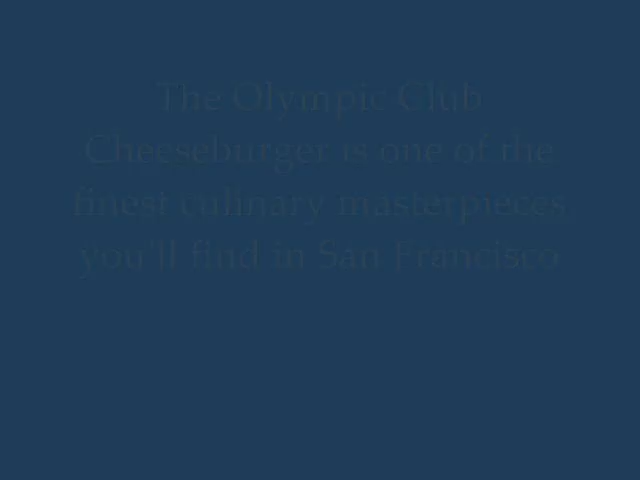 The Olympic Club
Cheeseburger is one of the
finest culinary masterpieces
you'll find in San Francisco